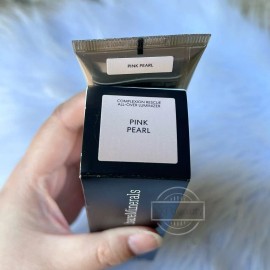 PINK PEARL
COMPLEXION RESCUE
ALL-OVER LUMINIZER
PINK
PEARL
bareMinerals